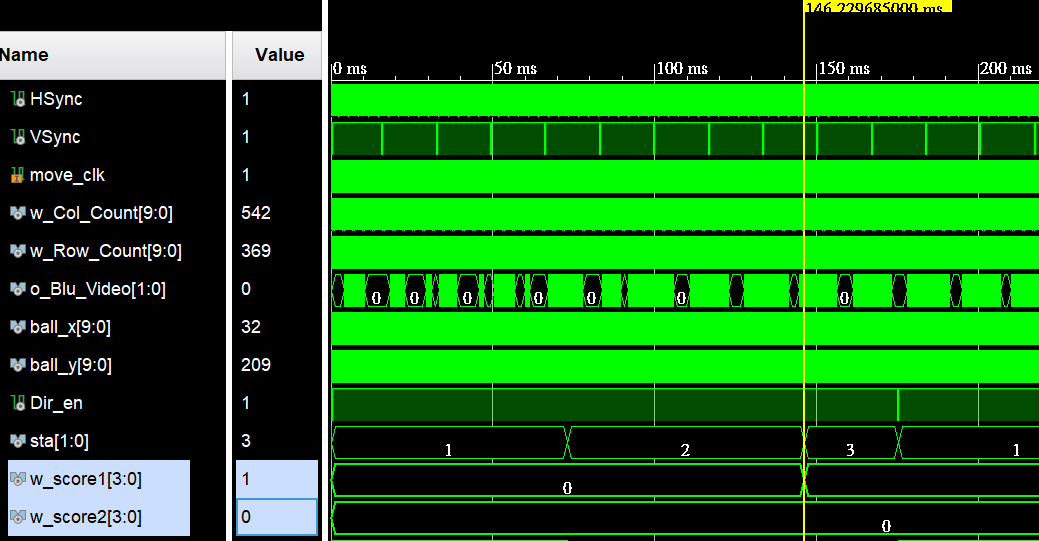 146.229685000 ms
Name Value
0 ms 50 ms 100 ms 150 ms 200 ms
HSync 1
VSync 1
move_clk 1
w_Col_Count[9:0] 542
w_Row_Count[9:0] 369
o_Blu_Video[1:0] 0 0 0 0 0 0 0 0
ball_x[9:0] 32
ball_y[9:0] 209
Dir_en 1
sta[1:0] 3 1 2 3 1
w_score1[3:0] 1 0
w_score2[3:0] 0 0